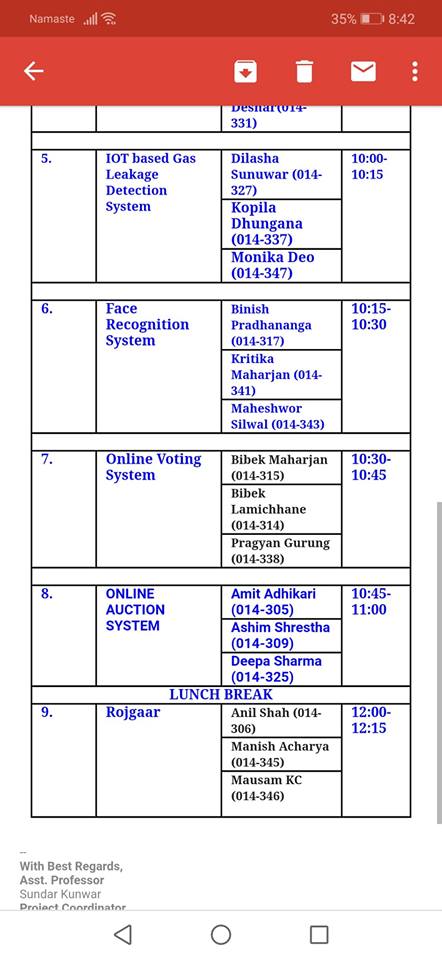 Namaste 35% 8:42
Deshar(014-
331)
5. IOT based Gas Leakage Detection System Dilasha Sunuwar (014-327) 10:00-10:15
Kopila Dhungana (014-337)
Monika Deo (014-347)
6. Face Recognition System Binish Pradhananga (014-317) 10:15-10:30
Kritika Maharjan (014-341)
Maheshwor Silwal (014-343)
7. Online Voting System Bibek Maharjan (014-315) 10:30-10:45
Bibek Lamichhane (014-314)
Pragyan Gurung (014-338)
8. ONLINE AUCTION SYSTEM Amit Adhikari (014-305) 10:45-11:00
Ashim Shrestha (014-309)
Deepa Sharma (014-325)
LUNCH BREAK
9. Rojgaar Anil Shah (014-306) 12:00-12:15
Manish Acharya (014-345)
Mausam KC (014-346)
--
With Best Regards,
Asst. Professor
Sundar Kunwar
Project Coordinator